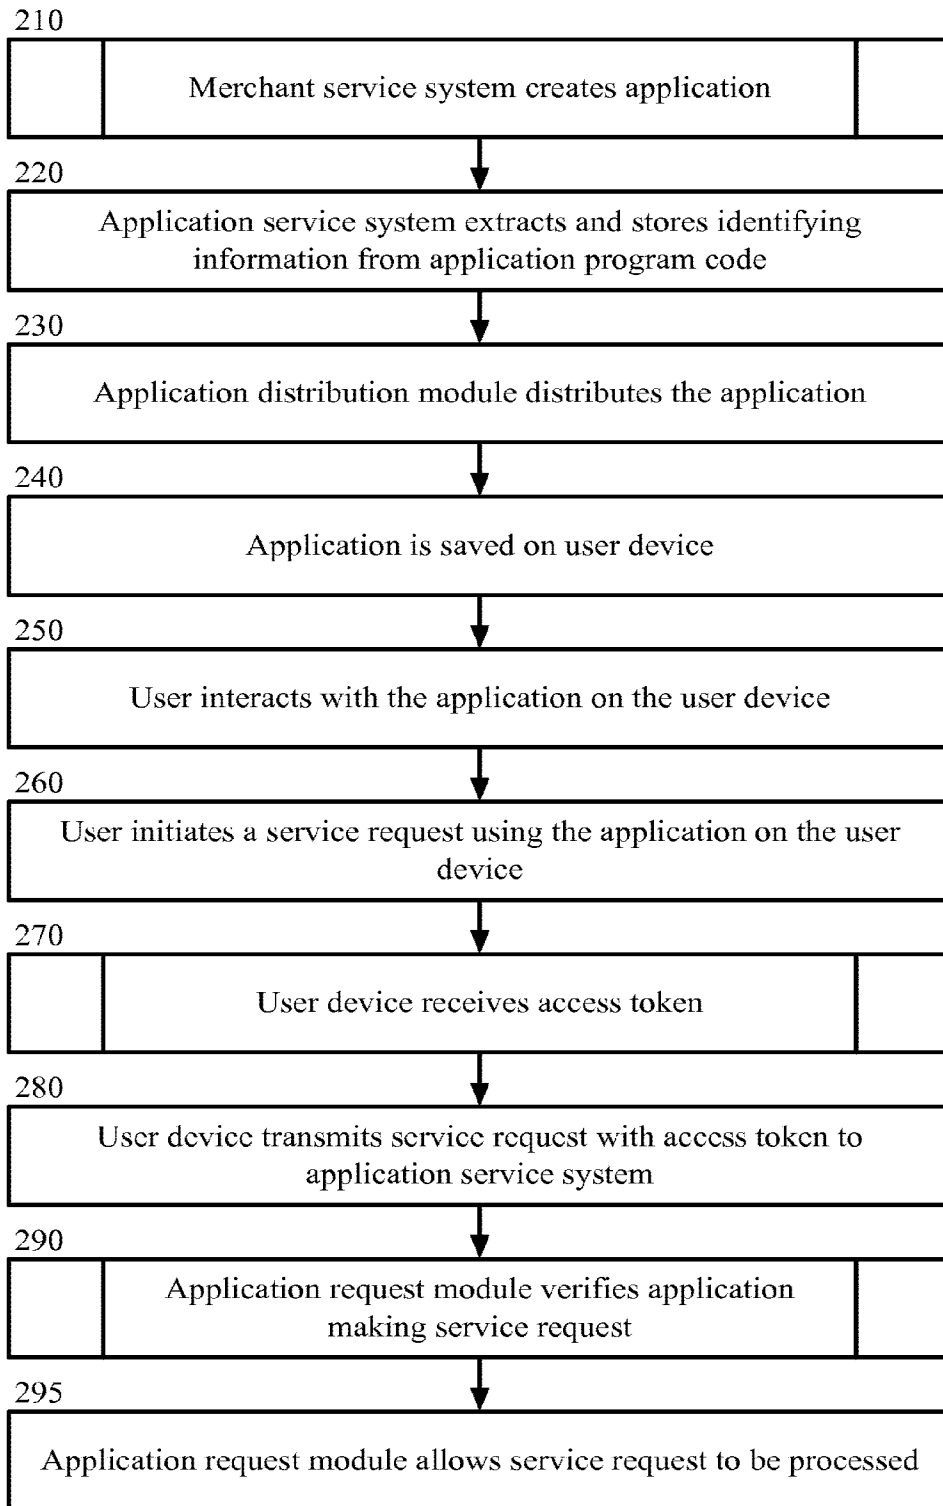 210
Merchant service system creates application
220
Application service system extracts and stores identifying
information from application program code
230
Application distribution module distributes the application
240
Application is saved on user device
250
User interacts with the application on the user device
260
User initiates a service request using the application on the user
device
270
User device receives access token
280
User device transmits service request with access token to
application service system
290
Application request module verifies application
making service request
295
Application request module allows service request to be processed